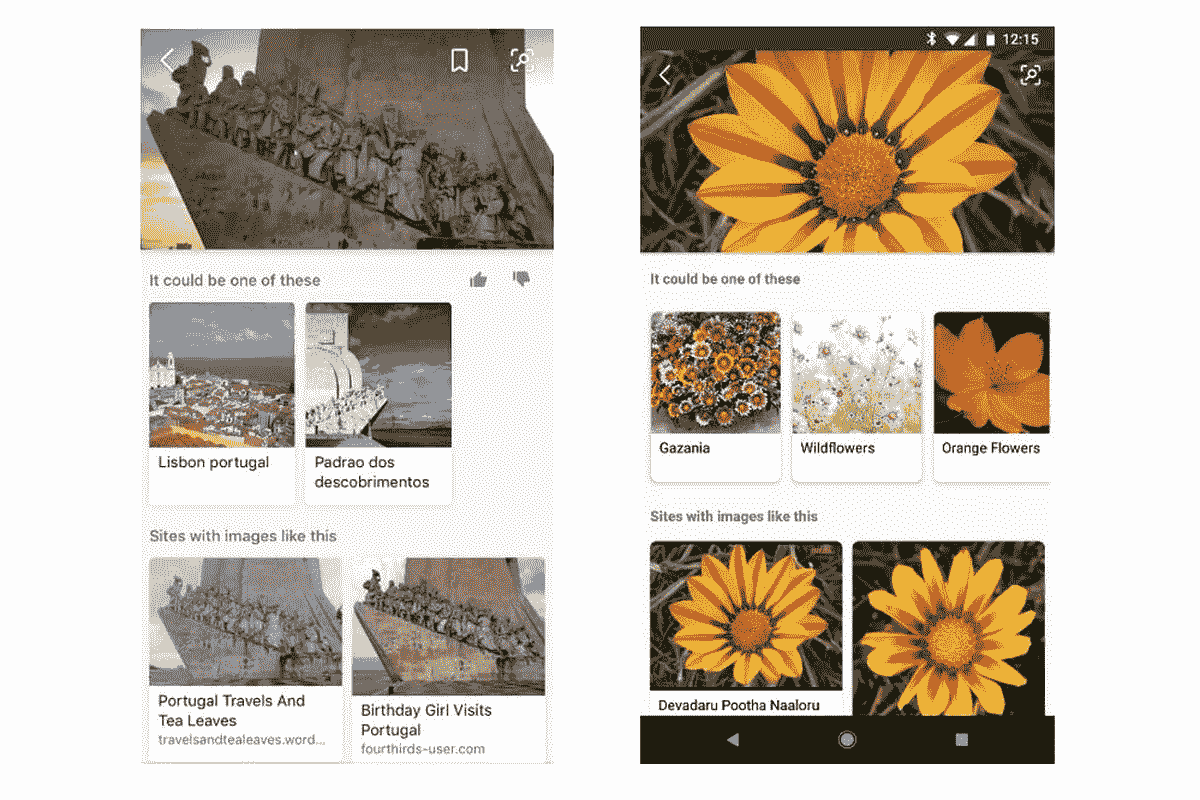 It could be one of these
Lisbon portugal
Padrao dos
descobrimentos
Sites with images like this
Portugal Travels And
Tea Leaves
travelsandtealeaves.word...
Birthday Girl Visits
Portugal
fourthirds-user.com
12:15
It could be one of these
Gazania
Wildflowers
Orange Flowers
Sites with images like this
Devadaru Pootha Naaloru